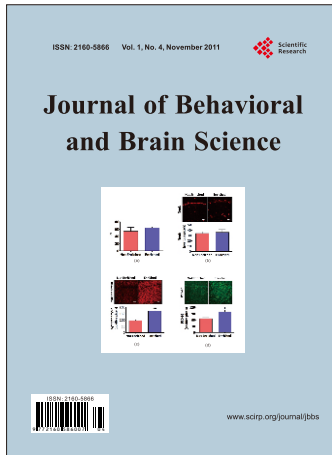 ISSN: 2160-5866 Vol. 1, No. 4, November 2011
Scientific
Research
Journal of Behavioral
and Brain Science
(a)
(b)
(c)
(d)
ISSN: 2160-5866
www.scirp.org/journal/jbbs